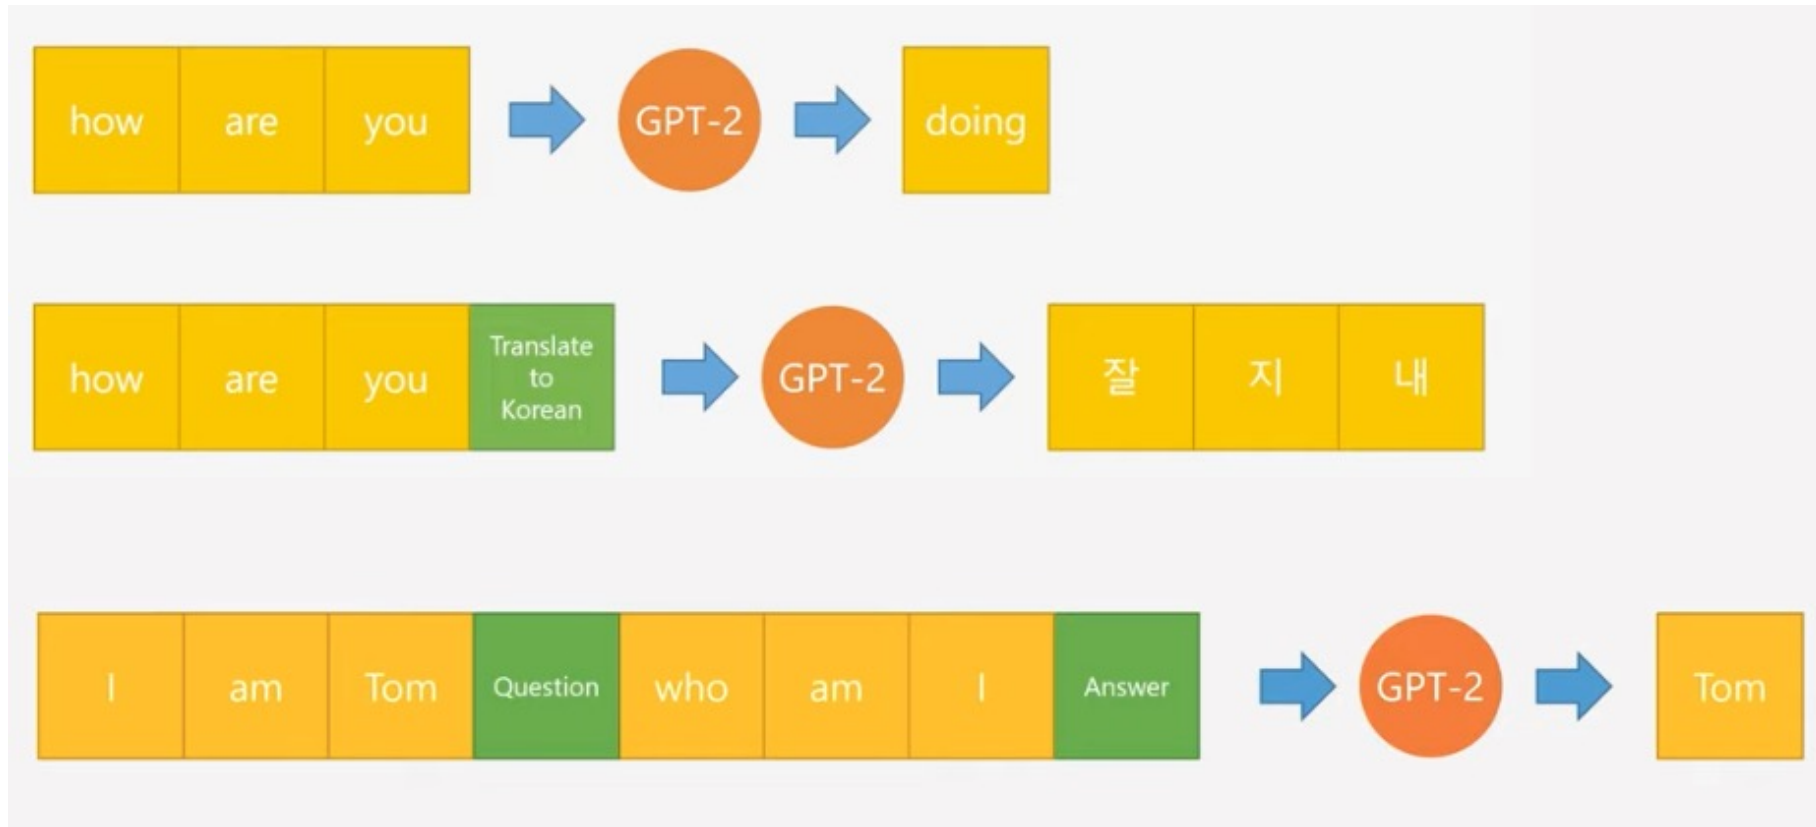 how are you GPT-2 doing
how are you Translate to Korean GPT-2 잘 지 내
I am Tom Question who am I Answer GPT-2 Tom